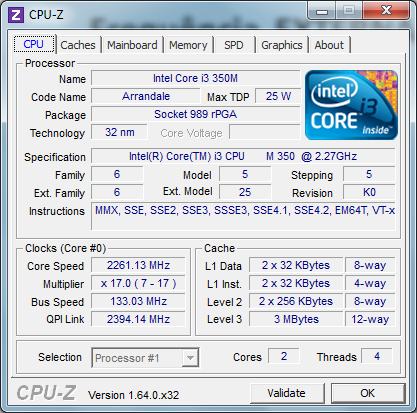 CPU-Z
CPU Caches Mainboard Memory SPD Graphics About
Processor
Name Intel Core i3 350M
Code Name Arrandale Max TDP 25 W
Package Socket 989 rPGA
Technology 32 nm Core Voltage
intel
CORE i3
inside™
Specification Intel(R) Core(TM) i3 CPU M 350 @ 2.27GHz
Family 6 Model 5 Stepping 5
Ext. Family 6 Ext. Model 25 Revision K0
Instructions MMX, SSE, SSE2, SSE3, SSSE3, SSE4.1, SSE4.2, EM64T, VT-x
Clocks (Core #0)
Core Speed 2261.13 MHz
Multiplier x 17.0 ( 7 - 17 )
Bus Speed 133.03 MHz
QPI Link 2394.14 MHz
Cache
L1 Data 2 x 32 KBytes 8-way
L1 Inst. 2 x 32 KBytes 4-way
Level 2 2 x 256 KBytes 8-way
Level 3 3 MBytes 12-way
Selection Processor #1 Cores 2 Threads 4
CPU-Z Version 1.64.0.x32 Validate OK